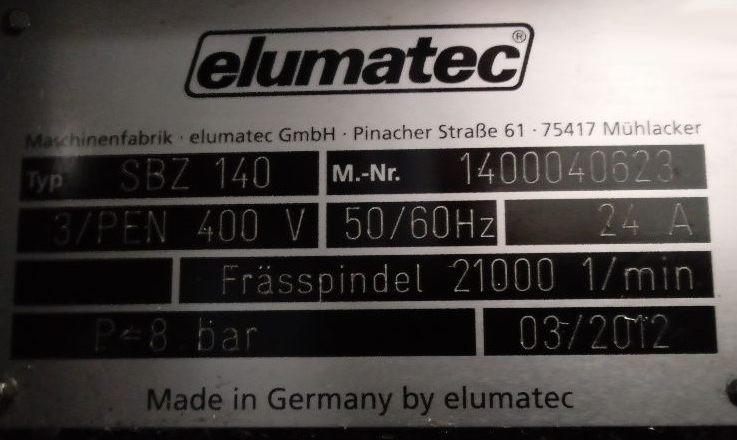 elumatec®
Maschinenfabrik · elumatec GmbH · Pinacher Straße 61 · 75417 Mühlacker
Typ SBZ 140 M.-Nr. 1400040623
3/PEN 400 V 50/60Hz 24 A
Frässpindel 21000 1/min
P<8 bar 03/2012
Made in Germany by elumatec